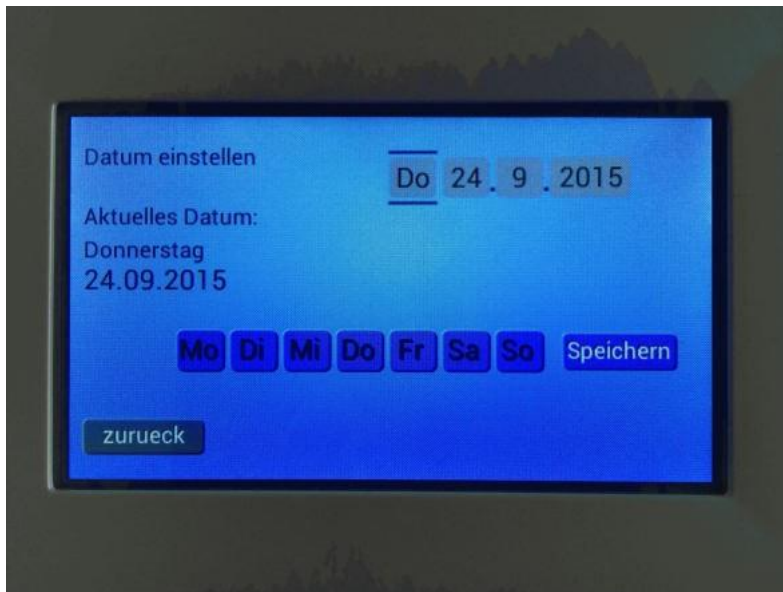 Datum einstellen
Do 24 . 9 . 2015
Aktuelles Datum:
Donnerstag
24.09.2015
Mo Di Mi Do Fr Sa So Speichern
zurueck